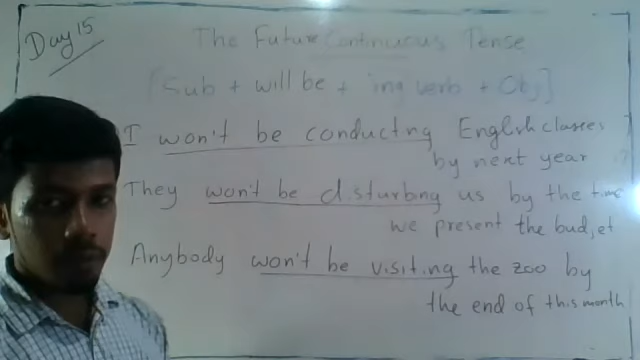 Day 15
The Future Continuous Tense
[Sub + will be + ing verb + Obj]
I won't be conducting English classes
by next year
They won't be disturbing us by the time
we present the budget
Anybody won't be visiting the zoo by
the end of this month